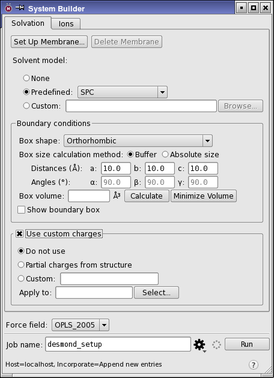 System Builder
Solvation Ions
Set Up Membrane... Delete Membrane
Solvent model:
None
Predefined: SPC
Custom: Browse...
Boundary conditions
Box shape: Orthorhombic
Box size calculation method: Buffer Absolute size
Distances (Å): a: 10.0 b: 10.0 c: 10.0
Angles (°): α: 90.0 β: 90.0 γ: 90.0
Box volume: Å³ Calculate Minimize Volume
Show boundary box
Use custom charges
Do not use
Partial charges from structure
Custom:
Apply to: Select...
Force field: OPLS_2005
Job name: desmond_setup Run
Host=localhost, Incorporate=Append new entries